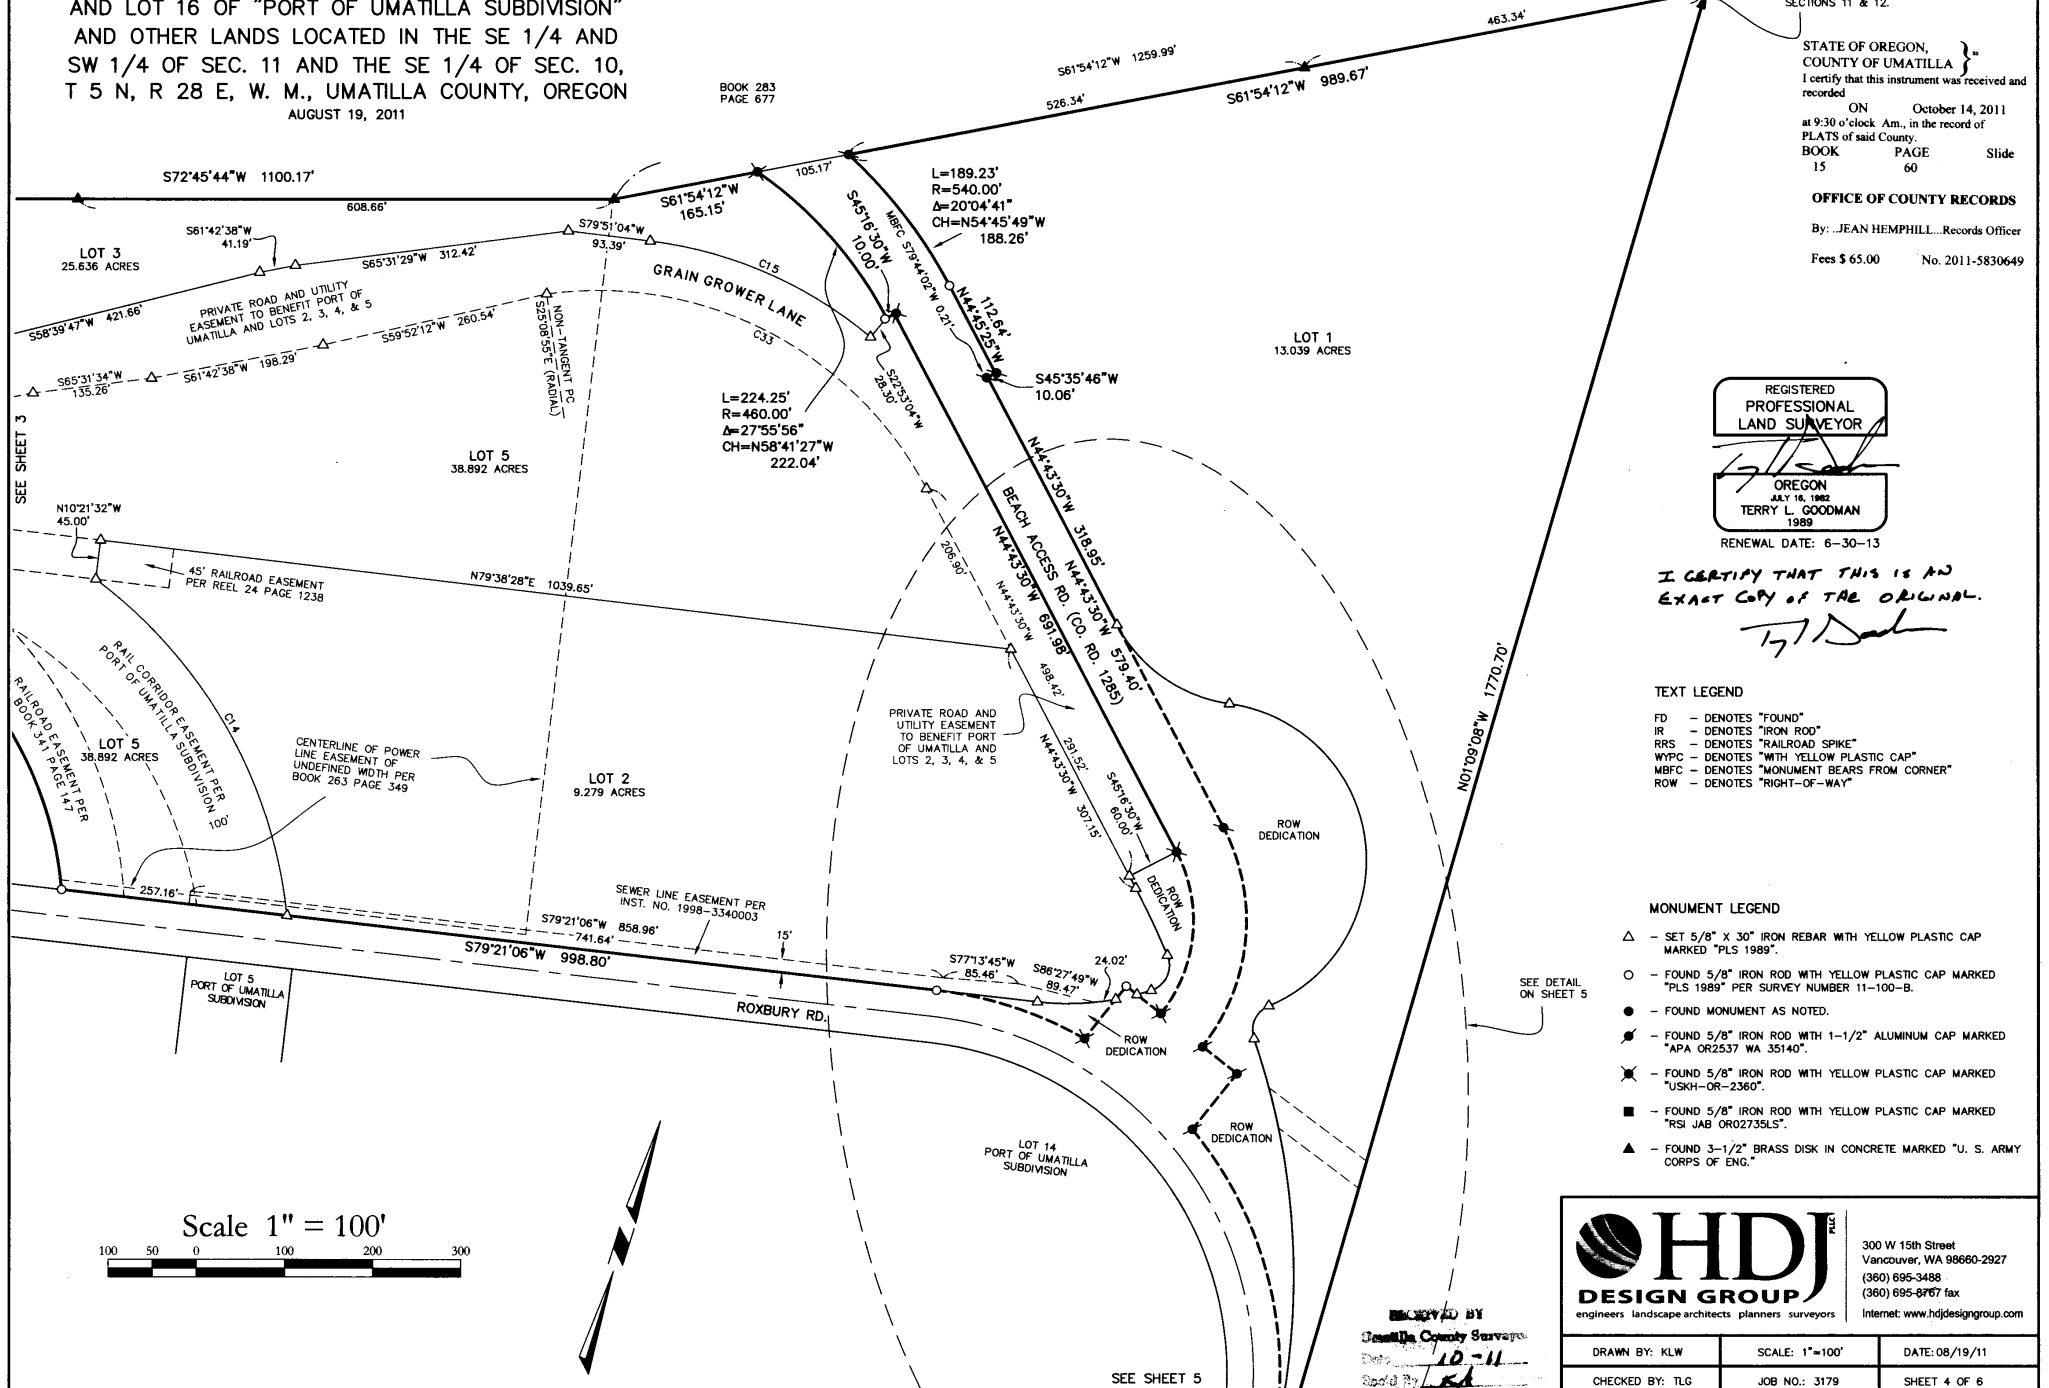 AND LOT 16 OF "PORT OF UMATILLA SUBDIVISION"
AND OTHER LANDS LOCATED IN THE SE 1/4 AND
SW 1/4 OF SEC. 11 AND THE SE 1/4 OF SEC. 10,
T 5 N, R 28 E, W. M., UMATILLA COUNTY, OREGON
AUGUST 19, 2011
BOOK 283
PAGE 677
S61°54'12"W 1259.99'
463.34'
526.34'
S61°54'12"W 989.67'
SECTIONS 11 & 12.
STATE OF OREGON,
COUNTY OF UMATILLA } ss
I certify that this instrument was received and
recorded
ON October 14, 2011
at 9:30 o'clock Am., in the record of
PLATS of said County.
BOOK PAGE Slide
15 60
OFFICE OF COUNTY RECORDS
By: ..JEAN HEMPHILL...Records Officer
Fees $ 65.00 No. 2011-5830649
S72°45'44"W 1100.17'
608.66'
S61°54'12"W
165.15'
105.17'
L=189.23'
R=540.00'
Δ=20°04'41"
CH=N54°45'49"W
188.26'
S45°16'30"W
10.00'
MBFC S79°44'02"W 0.21'
112.64'
N44°45'25"W
LOT 3
25.636 ACRES
S61°42'38"W
41.19'
S65°31'29"W 312.42'
S79°51'04"W
93.39'
C15
GRAIN GROWER LANE
C33
PRIVATE ROAD AND UTILITY
EASEMENT TO BENEFIT PORT OF
UMATILLA AND LOTS 2, 3, 4, & 5
S58°39'47"W 421.66'
S59°52'12"W 260.54'
S61°42'38"W 198.29'
S65°31'34"W
135.26'
NON-TANGENT PC
S25°08'55"E (RADIAL)
SEE SHEET 3
S22°53'04"W
28.30'
L=224.25'
R=460.00'
Δ=27°55'56"
CH=N58°41'27"W
222.04'
S45°35'46"W
10.06'
LOT 1
13.039 ACRES
LOT 5
38.892 ACRES
N10°21'32"W
45.00'
45' RAILROAD EASEMENT
PER REEL 24 PAGE 1238
N79°38'28"E 1039.65'
206.90'
N44°43'30"W
498.42'
BEACH ACCESS RD. (CO. RD. 1285)
N44°43'30"W 691.98'
N44°43'30"W 318.95'
N44°43'30"W 579.40'
REGISTERED
PROFESSIONAL
LAND SURVEYOR
OREGON
JULY 16, 1982
TERRY L. GOODMAN
1989
RENEWAL DATE: 6-30-13
I CERTIFY THAT THIS IS AN
EXACT COPY OF THE ORIGINAL.
N01°09'08"W 1770.70'
TEXT LEGEND
FD - DENOTES "FOUND"
IR - DENOTES "IRON ROD"
RRS - DENOTES "RAILROAD SPIKE"
WYPC - DENOTES "WITH YELLOW PLASTIC CAP"
MBFC - DENOTES "MONUMENT BEARS FROM CORNER"
ROW - DENOTES "RIGHT-OF-WAY"
RAIL CORRIDOR EASEMENT PER
PORT OF UMATILLA SUBDIVISION
100'
C14
RAILROAD EASEMENT PER
BOOK 341 PAGE 147
LOT 5
38.892 ACRES
CENTERLINE OF POWER
LINE EASEMENT OF
UNDEFINED WIDTH PER
BOOK 263 PAGE 349
LOT 2
9.279 ACRES
PRIVATE ROAD AND
UTILITY EASEMENT
TO BENEFIT PORT
OF UMATILLA AND
LOTS 2, 3, 4, & 5
291.52'
N44°43'30"W 307.15'
S45°16'30"W
60.00'
ROW
DEDICATION
ROW
DEDICATION
257.16'
SEWER LINE EASEMENT PER
INST. NO. 1998-3340003
S79°21'06"W 858.96'
741.64'
S79°21'06"W 998.80'
15'
S77°13'45"W
85.46'
S86°27'49"W
89.47'
24.02'
ROXBURY RD.
ROW
DEDICATION
LOT 5
PORT OF UMATILLA
SUBDIVISION
SEE DETAIL
ON SHEET 5
ROW
DEDICATION
LOT 14
PORT OF UMATILLA
SUBDIVISION
MONUMENT LEGEND
- SET 5/8" X 30" IRON REBAR WITH YELLOW PLASTIC CAP
MARKED "PLS 1989".
- FOUND 5/8" IRON ROD WITH YELLOW PLASTIC CAP MARKED
"PLS 1989" PER SURVEY NUMBER 11-100-B.
- FOUND MONUMENT AS NOTED.
- FOUND 5/8" IRON ROD WITH 1-1/2" ALUMINUM CAP MARKED
"APA OR2537 WA 35140".
- FOUND 5/8" IRON ROD WITH YELLOW PLASTIC CAP MARKED
"USKH-OR-2360".
- FOUND 5/8" IRON ROD WITH YELLOW PLASTIC CAP MARKED
"RSI JAB OR02735LS".
- FOUND 3-1/2" BRASS DISK IN CONCRETE MARKED "U. S. ARMY
CORPS OF ENG."
Scale 1" = 100'
100 50 0 100 200 300
SEE SHEET 5
RECEIVED BY
Umatilla County Surveyor
Date 10-11
Rec'd By
HDJ PLLC
DESIGN GROUP
engineers landscape architects planners surveyors
300 W 15th Street
Vancouver, WA 98660-2927
(360) 695-3488
(360) 695-8767 fax
Internet: www.hdjdesigngroup.com
DRAWN BY: KLW SCALE: 1"=100' DATE: 08/19/11
CHECKED BY: TLG JOB NO.: 3179 SHEET 4 OF 6